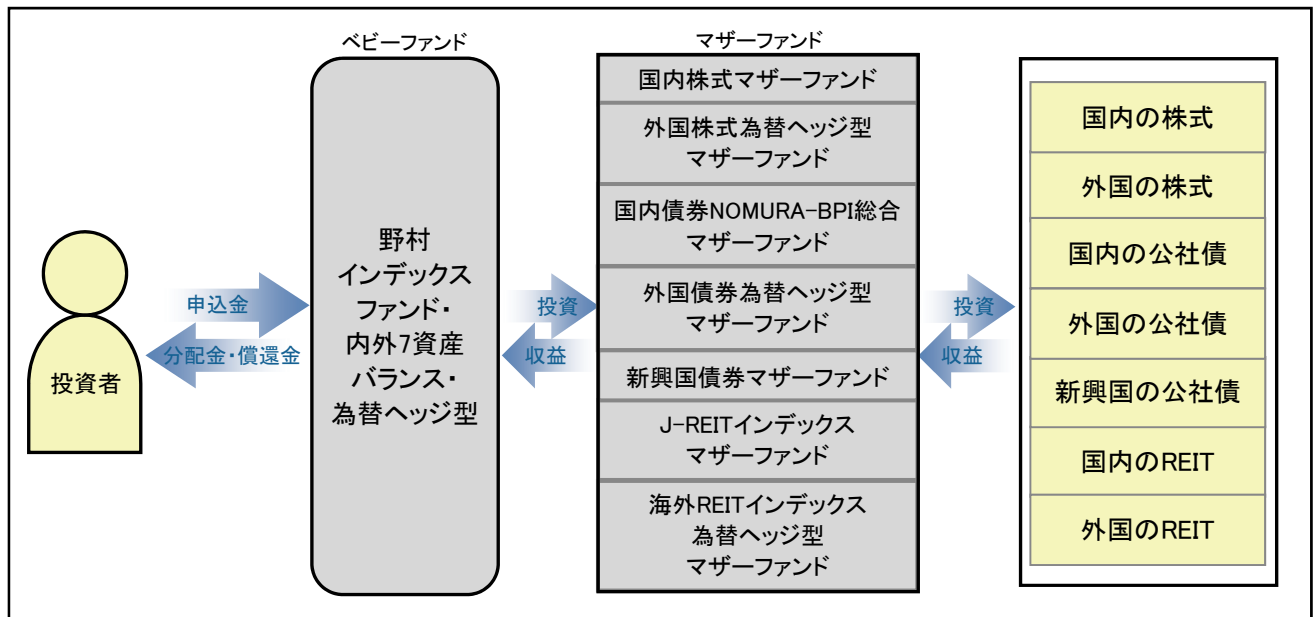 ベビーファンド
マザーファンド
投資者
申込金
分配金・償還金
野村
インデックス
ファンド・
内外7資産
バランス・
為替ヘッジ型
投資
収益
国内株式マザーファンド
外国株式為替ヘッジ型
マザーファンド
国内債券NOMURA-BPI総合
マザーファンド
外国債券為替ヘッジ型
マザーファンド
新興国債券マザーファンド
J-REITインデックス
マザーファンド
海外REITインデックス
為替ヘッジ型
マザーファンド
投資
収益
国内の株式
外国の株式
国内の公社債
外国の公社債
新興国の公社債
国内のREIT
外国のREIT